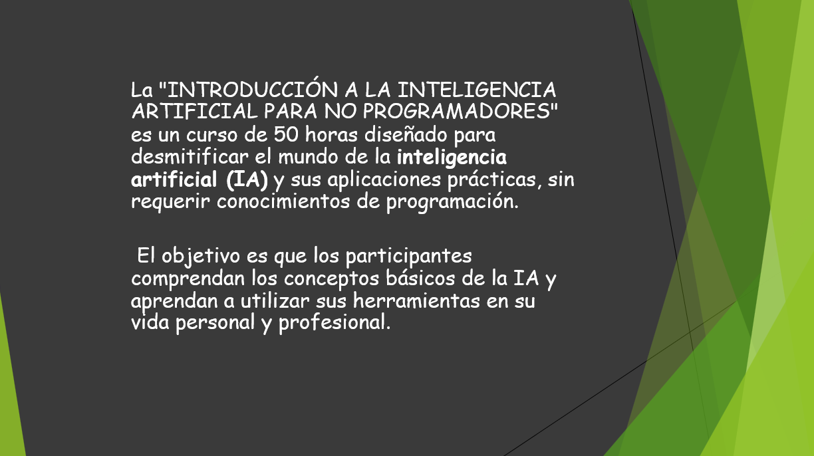 La "INTRODUCCIÓN A LA INTELIGENCIA
ARTIFICIAL PARA NO PROGRAMADORES"
es un curso de 50 horas diseñado para
desmitificar el mundo de la inteligencia
artificial (IA) y sus aplicaciones prácticas, sin
requerir conocimientos de programación.
El objetivo es que los participantes
comprendan los conceptos básicos de la IA y
aprendan a utilizar sus herramientas en su
vida personal y profesional.